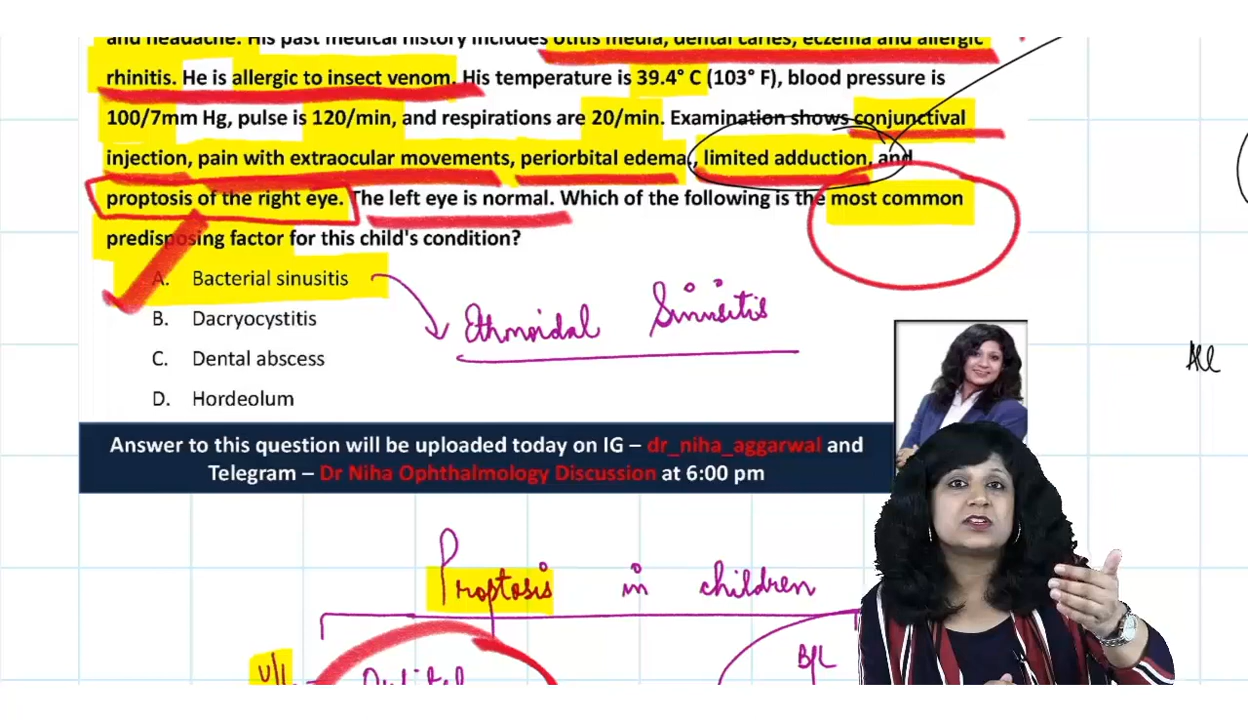 and headache. His past medical history includes otitis media, dental caries, eczema and allergic
rhinitis. He is allergic to insect venom. His temperature is 39.4° C (103° F), blood pressure is
100/7mm Hg, pulse is 120/min, and respirations are 20/min. Examination shows conjunctival
injection, pain with extraocular movements, periorbital edema., limited adduction, and
proptosis of the right eye. The left eye is normal. Which of the following is the most common
predisposing factor for this child's condition?
A. Bacterial sinusitis
B. Dacryocystitis
Ethmoidal Sinusitis
C. Dental abscess
All
D. Hordeolum
Answer to this question will be uploaded today on IG – dr_niha_aggarwal and
Telegram – Dr Niha Ophthalmology Discussion at 6:00 pm
Proptosis in children
B/L
U/L